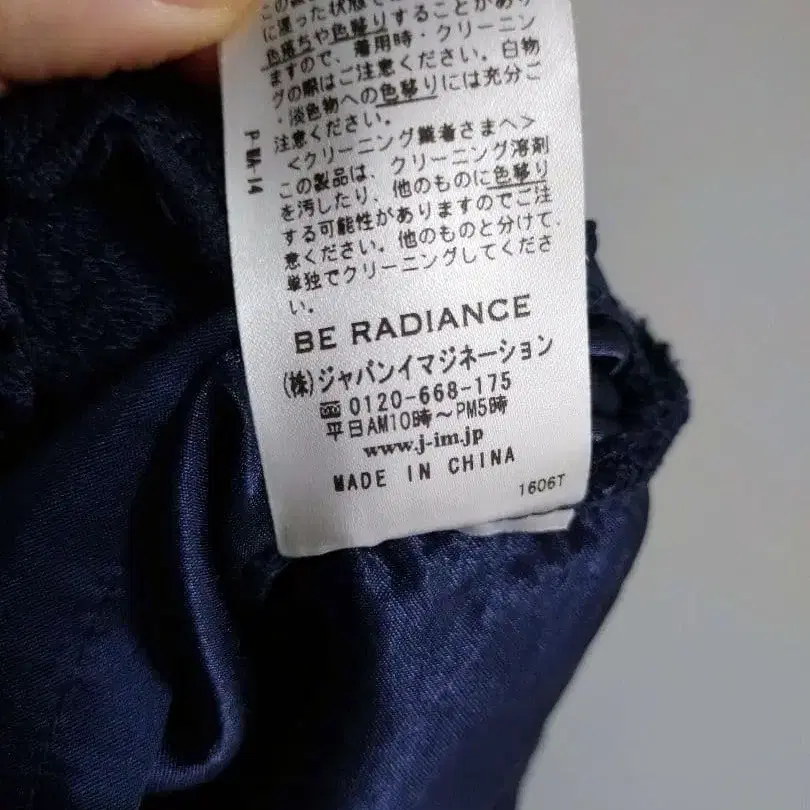 に湿った状態で
色落ちや色移りすることがあり
ますので、着用時・クリーニン
グの際はご注意ください。白物
・淡色物への色移りには充分ご
注意ください。
<クリーニング業者さまへ>
この製品は、クリーニング溶剤
を汚したり、他のものに色移り
する可能性がありますのでご注
意ください。他のものと分けて、
単独でクリーニングしてくださ
い。
P-WA-14
BE RADIANCE
(株)ジャパンイマジネーション
0120-668-175
平日AM10時～PM5時
www.j-im.jp
MADE IN CHINA
1606T